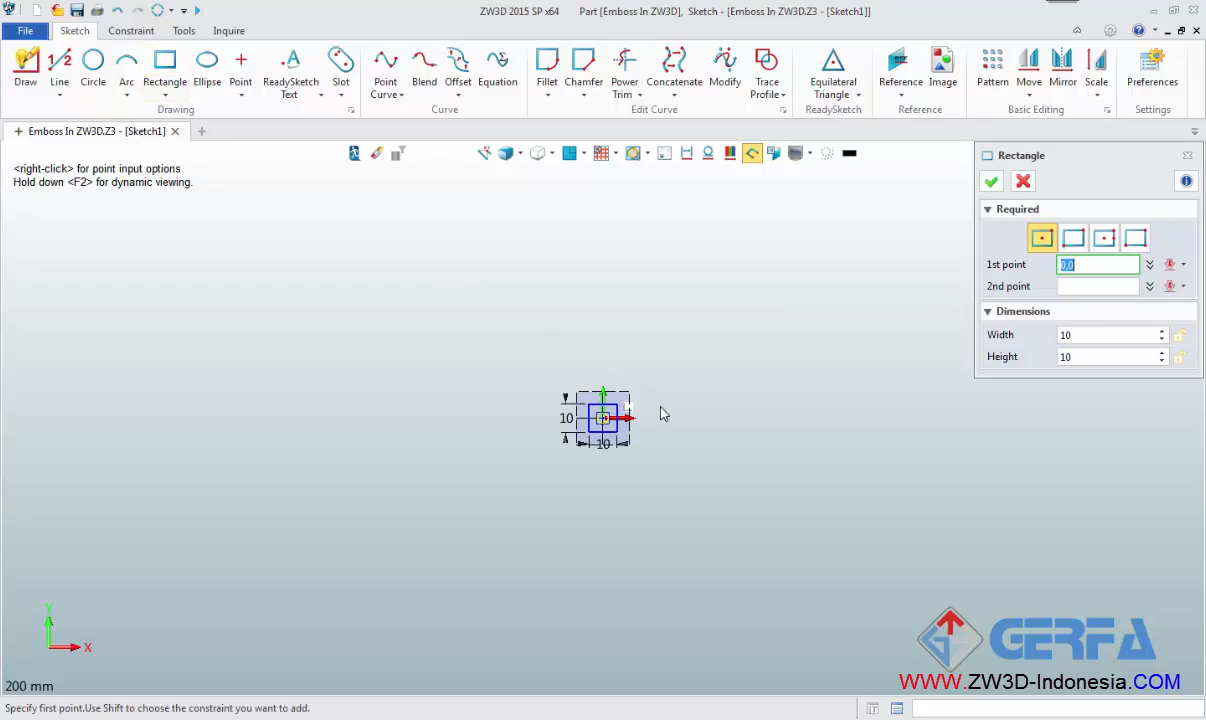 ZW3D 2015 SP x64 Part [Emboss In ZW3D], Sketch - [Emboss In ZW3D.Z3 - [Sketch1]]
File Sketch Constraint Tools Inquire
Draw Line Circle Arc Rectangle Ellipse Point ReadySketch Text Slot Point Curve Blend Offset Equation Fillet Chamfer Power Trim Concatenate Modify Trace Profile Equilateral Triangle Reference Image Pattern Move Mirror Scale Preferences
Drawing Curve Edit Curve ReadySketch Reference Basic Editing Settings
Emboss In ZW3D.Z3 - [Sketch1]
<right-click> for point input options.
Hold down <F2> for dynamic viewing.
Rectangle
Required
1st point 0,0
2nd point
Dimensions
Width 10
Height 10
10
10
Y
X
GERFA
WWW.ZW3D-Indonesia.COM
200 mm
Specify first point.Use Shift to choose the constraint you want to add.